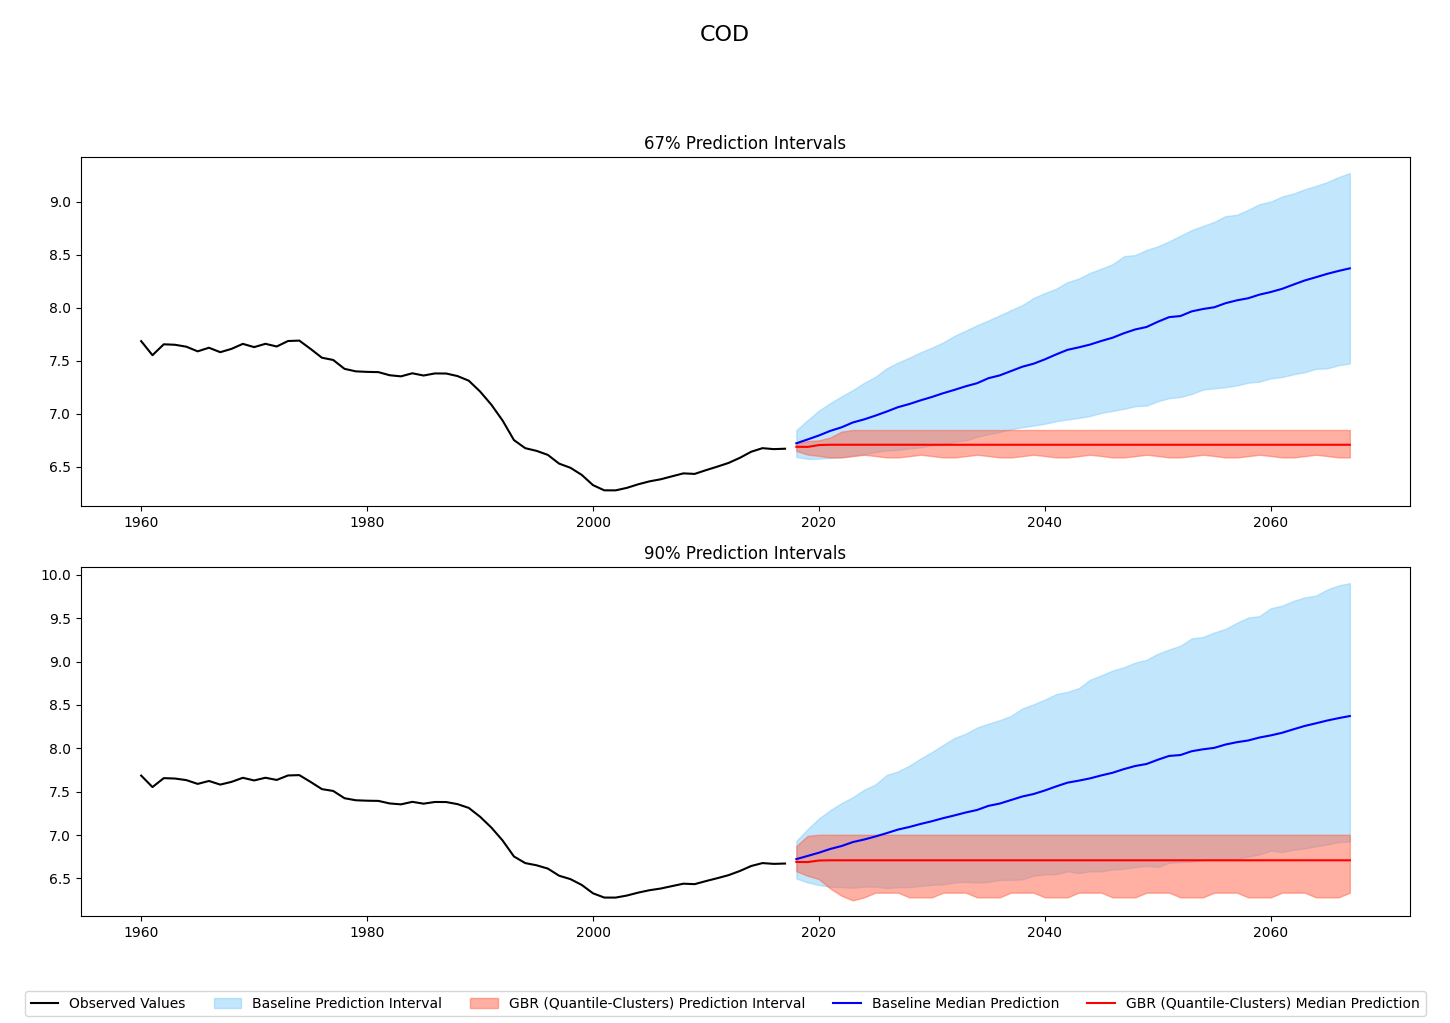 COD
67% Prediction Intervals
9.0
8.5
8.0
7.5
7.0
6.5
1960 1980 2000 2020 2040 2060
90% Prediction Intervals
10.0
9.5
9.0
8.5
8.0
7.5
7.0
6.5
1960 1980 2000 2020 2040 2060
Observed Values Baseline Prediction Interval GBR (Quantile-Clusters) Prediction Interval Baseline Median Prediction GBR (Quantile-Clusters) Median Prediction